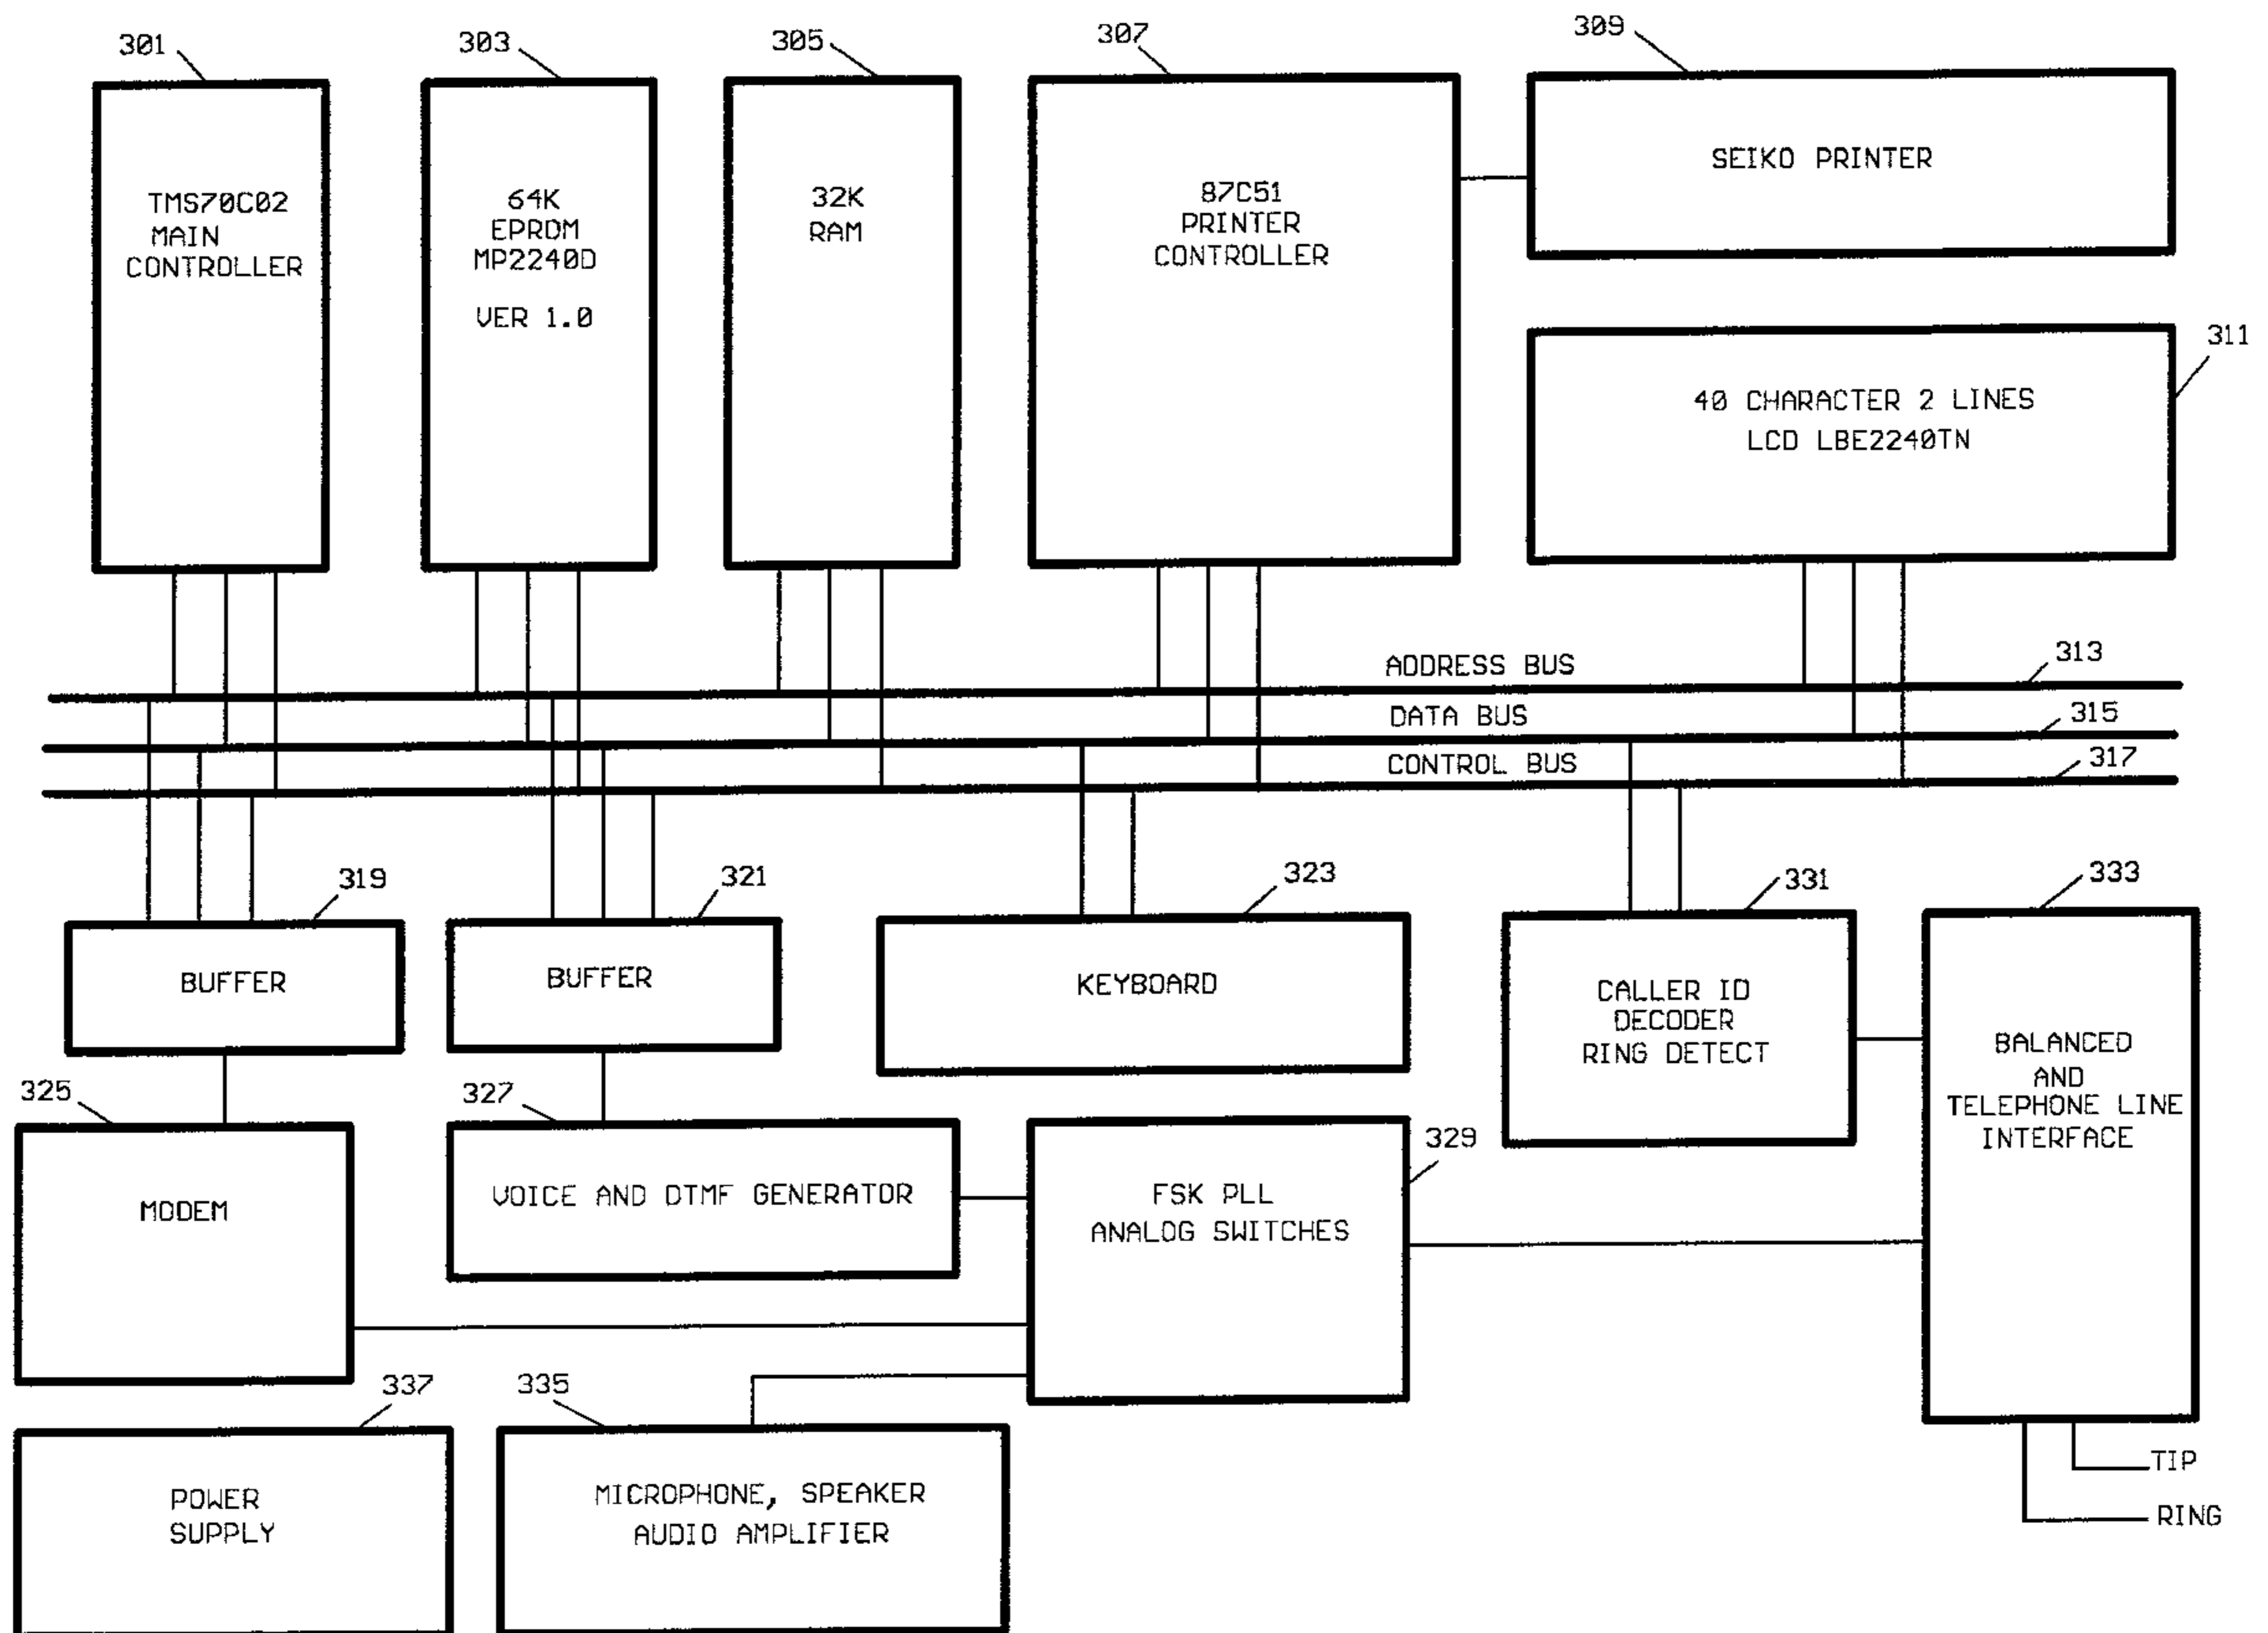 301
303
305
307
309
TMS70C02
MAIN
CONTROLLER
64K
EPROM
MP2240D
VER 1.0
32K
RAM
87C51
PRINTER
CONTROLLER
SEIKO PRINTER
311
40 CHARACTER 2 LINES
LCD LBE2240TN
ADDRESS BUS
313
DATA BUS
315
CONTROL BUS
317
319
321
323
331
333
BUFFER
BUFFER
KEYBOARD
CALLER ID
DECODER
RING DETECT
BALANCED
AND
TELEPHONE LINE
INTERFACE
325
327
329
MODEM
VOICE AND DTMF GENERATOR
FSK PLL
ANALOG SWITCHES
337
335
POWER
SUPPLY
MICROPHONE, SPEAKER
AUDIO AMPLIFIER
TIP
RING